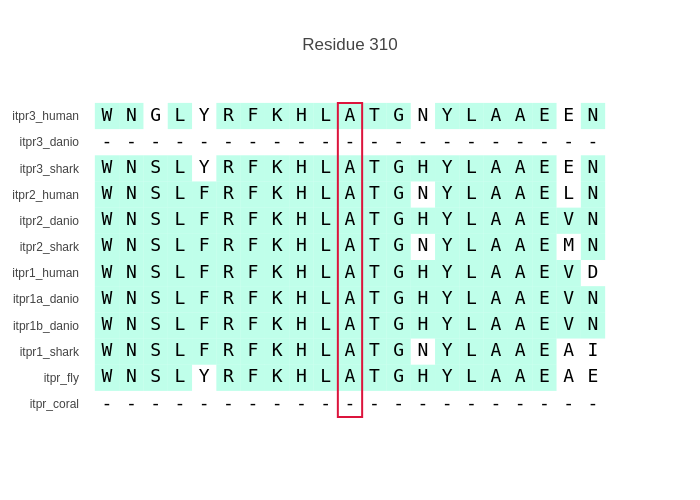 Residue 310
itpr3_human W N G L Y R F K H L A T G N Y L A A E E N
itpr3_danio - - - - - - - - - - - - - - - - - - - - -
itpr3_shark W N S L Y R F K H L A T G H Y L A A E E N
itpr2_human W N S L F R F K H L A T G N Y L A A E L N
itpr2_danio W N S L F R F K H L A T G H Y L A A E V N
itpr2_shark W N S L F R F K H L A T G N Y L A A E M N
itpr1_human W N S L F R F K H L A T G H Y L A A E V D
itpr1a_danio W N S L F R F K H L A T G H Y L A A E V N
itpr1b_danio W N S L F R F K H L A T G H Y L A A E V N
itpr1_shark W N S L F R F K H L A T G N Y L A A E A I
itpr_fly W N S L Y R F K H L A T G H Y L A A E A E
itpr_coral - - - - - - - - - - - - - - - - - - - - -